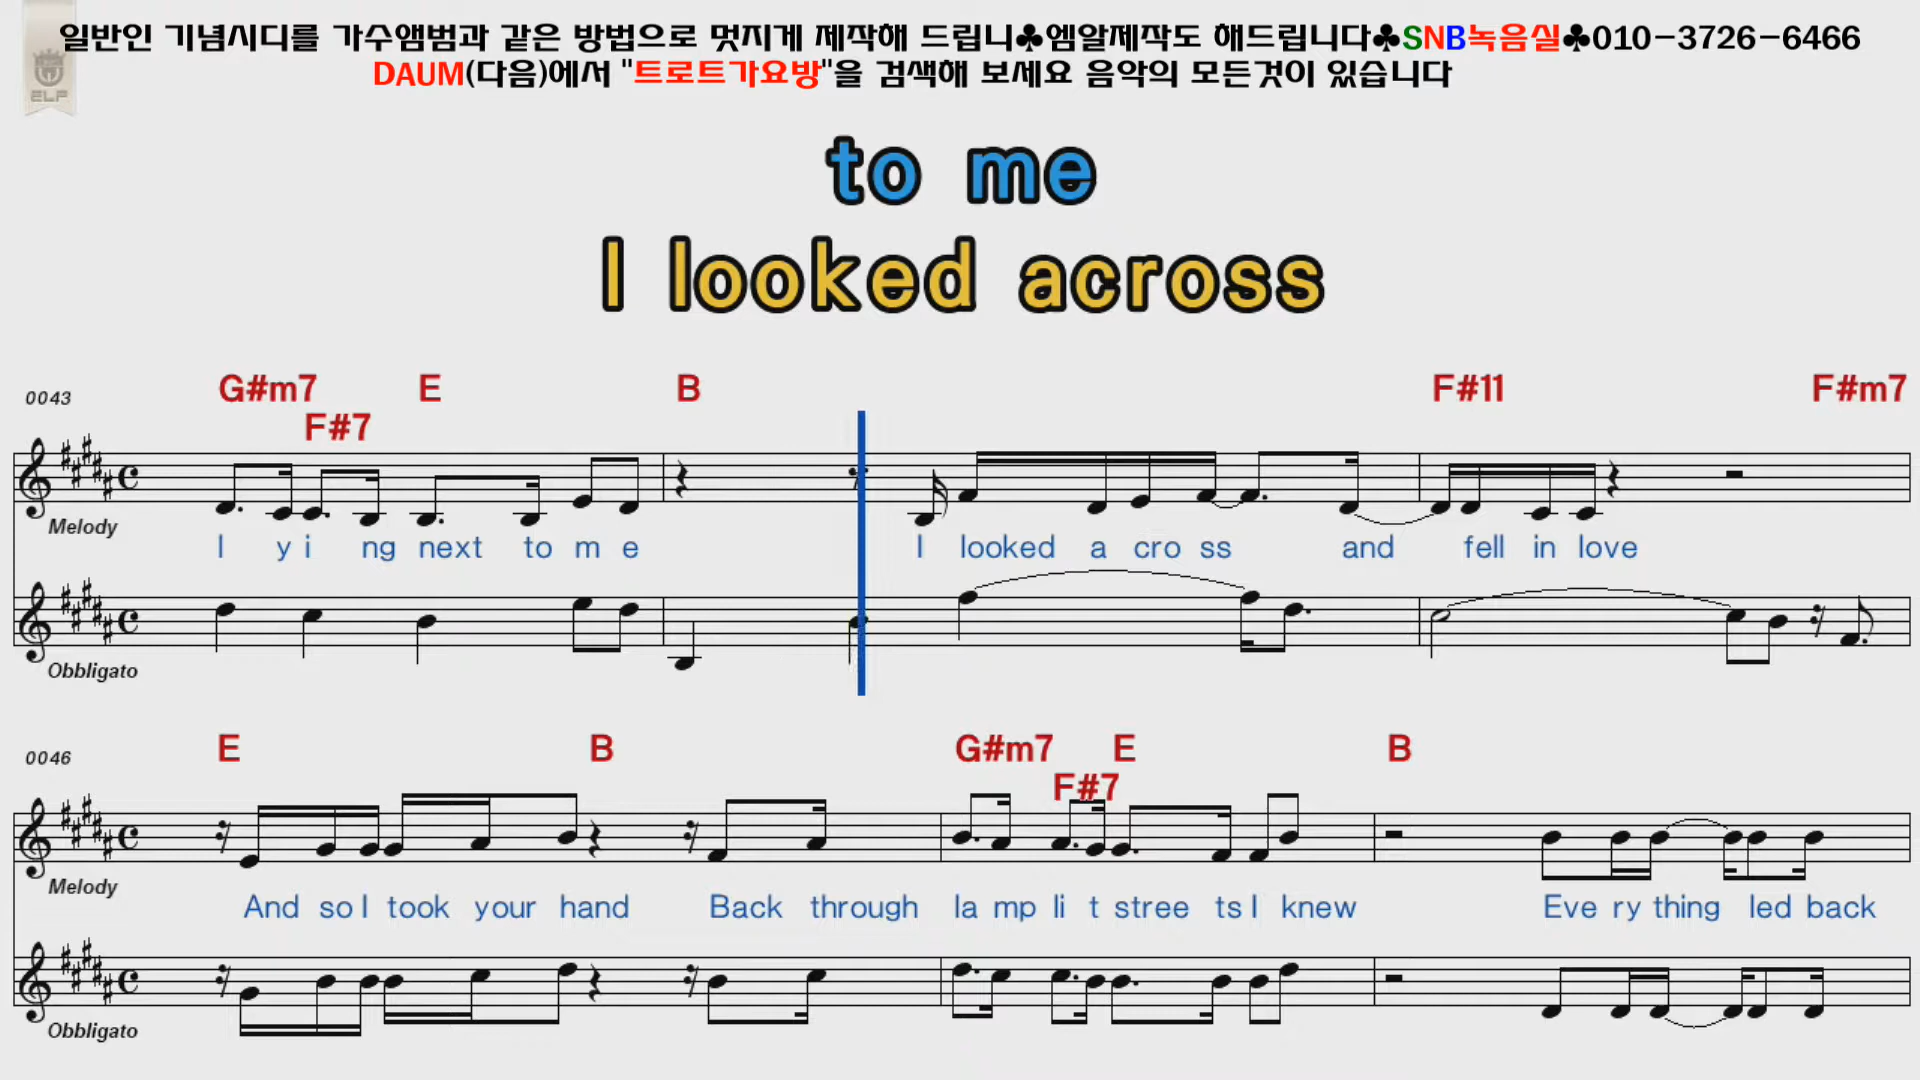 일반인 기념시디를 가수앰범과 같은 방법으로 멋지게 제작해 드립니♣엠알제작도 해드립니다♣SNB녹음실♣010-3726-6466
DAUM(다음)에서 "트로트가요방"을 검색해 보세요 음악의 모든것이 있습니다
ELF
to me
I looked across
0043 G#m7 E B F#11 F#m7
F#7
Melody
l yi ng next to m e I looked a cro ss and fell in love
Obbligato
0046 E B G#m7 E B
F#7
Melody
And so I took your hand Back through la mp li t stree ts I knew Eve ry thing led back
Obbligato